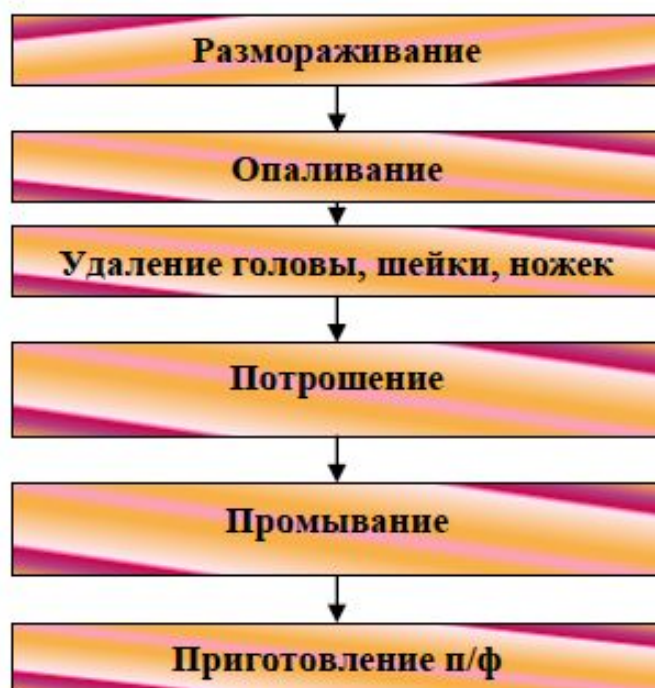 Размораживание
Опаливание
Удаление головы, шейки, ножек
Потрошение
Промывание
Приготовление п/ф